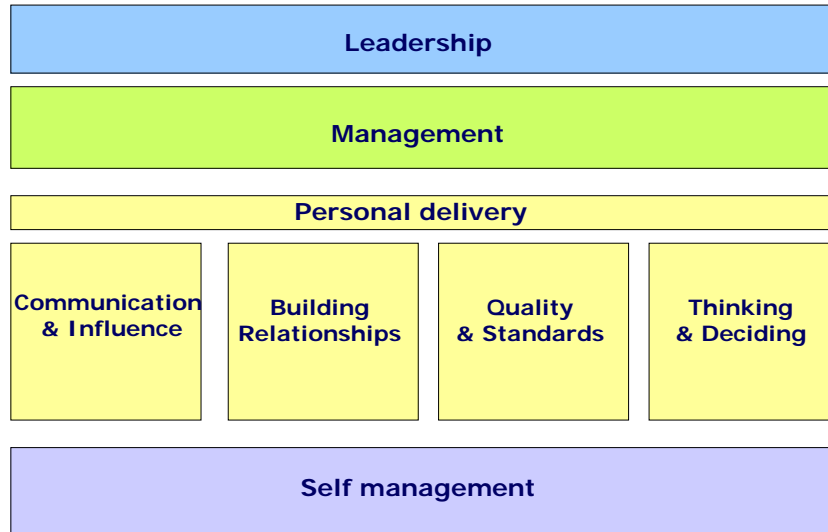 Leadership
Management
Personal delivery
Communication
& Influence
Building
Relationships
Quality
& Standards
Thinking
& Deciding
Self management